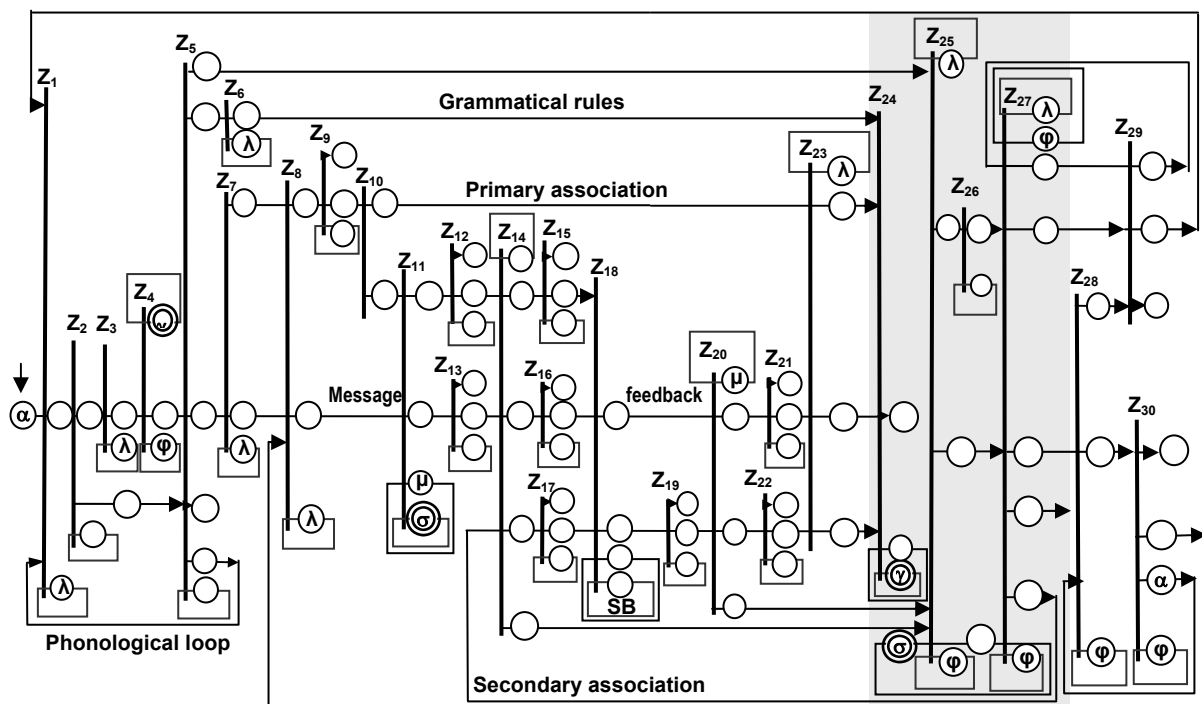 Z5
Z25
Z1
Z6
λ
Grammatical rules
Z24
Z27
λ
φ
Z29
Z9
λ
Z8
Z10
Z23
λ
Z7
Primary association
Z26
Z12
Z14
Z15
Z11
Z18
Z4
Z28
Z2
Z3
Z13
Z16
Z20
μ
Z21
α
Message
feedback
Z30
λ
φ
λ
μ
σ
λ
Z17
Z19
Z22
γ
α
λ
SB
Phonological loop
σ
φ
φ
φ
φ
Secondary association